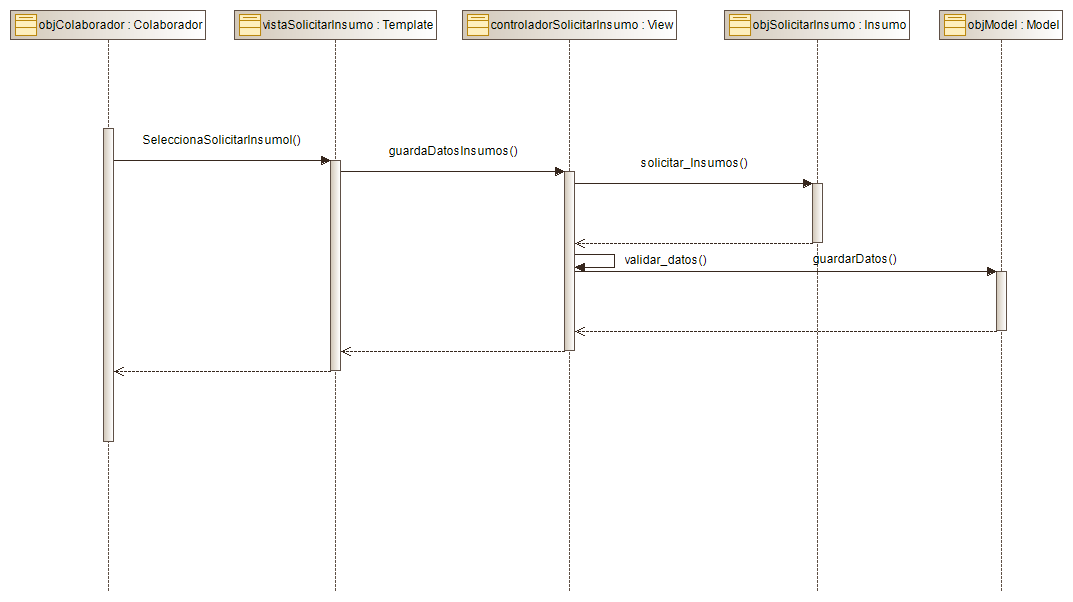 objColaborador : Colaborador
vistaSolicitarInsumo : Template
controladorSolicitarInsumo : View
objSolicitarInsumo : Insumo
objModel : Model
SeleccionaSolicitarInsumol()
guardaDatosInsumos()
solicitar_Insumos()
validar_datos()
guardarDatos()